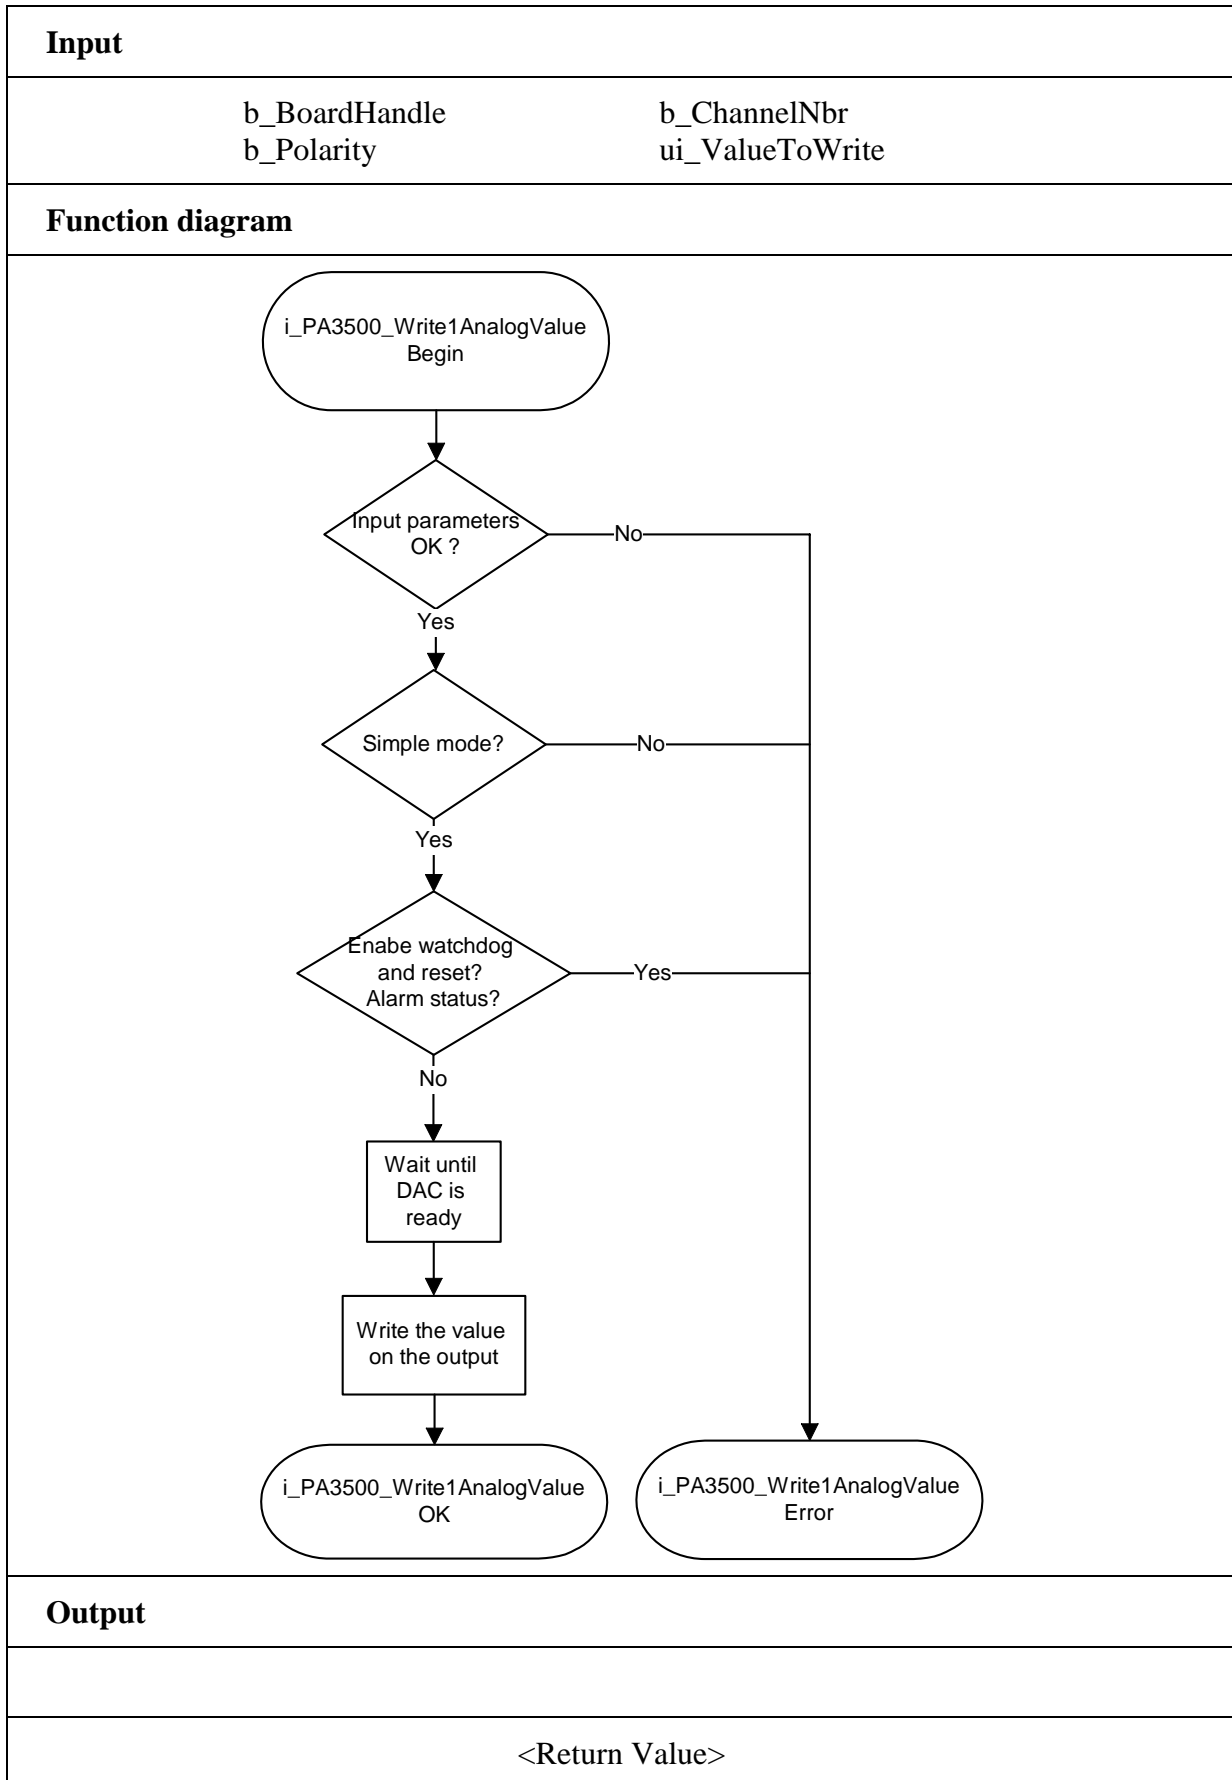 Input
b_BoardHandle b_ChannelNbr
b_Polarity ui_ValueToWrite
Function diagram
i_PA3500_Write1AnalogValue
Begin
Input parameters
OK ?
No
Yes
Simple mode?
No
Yes
Enabe watchdog
and reset?
Alarm status?
Yes
No
Wait until
DAC is
ready
Write the value
on the output
i_PA3500_Write1AnalogValue
OK
i_PA3500_Write1AnalogValue
Error
Output
<Return Value>